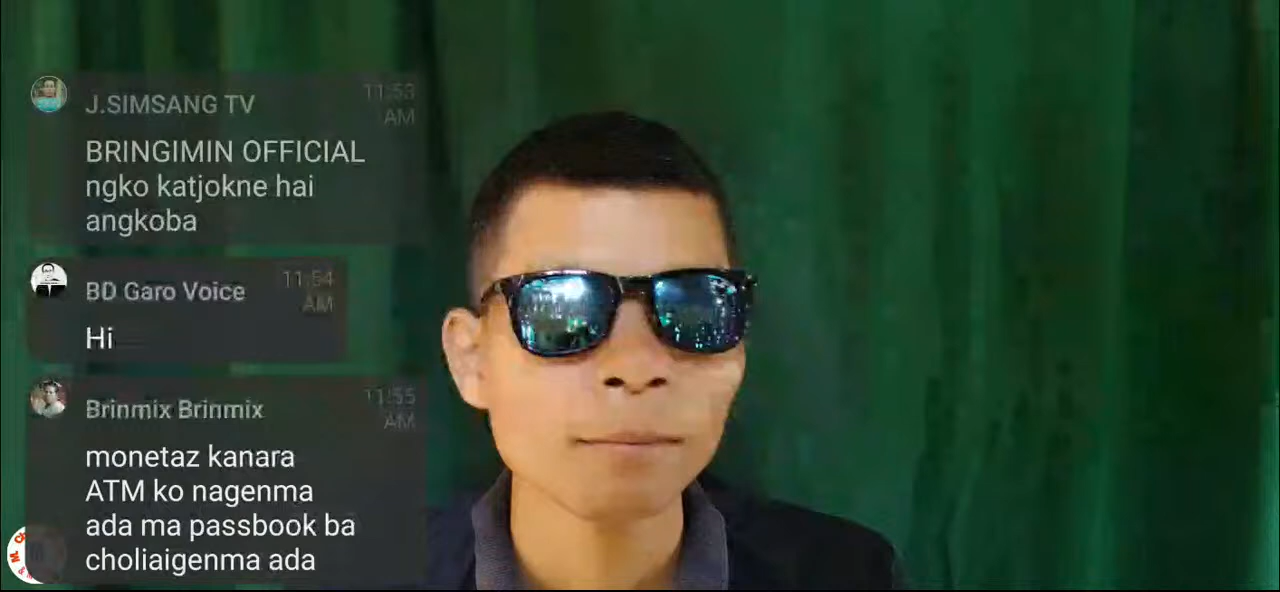 J.SIMSANG TV
11:53
AM
BRINGIMIN OFFICIAL
ngko katjokne hai
angkoba
BD Garo Voice
11:54
AM
Hi
Brinmix Brinmix
11:55
AM
monetaz kanara
ATM ko nagenma
ada ma passbook ba
choliaigenma ada